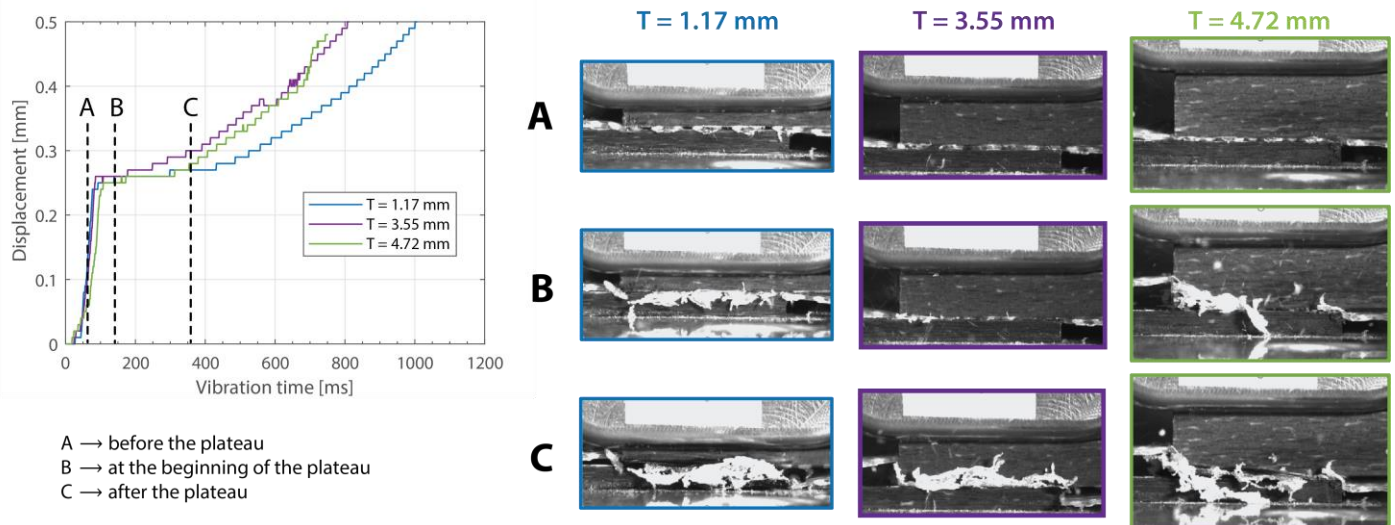 T = 1.17 mm
T = 3.55 mm
T = 4.72 mm
0.5
0.4
0.3
0.2
0.1
0
Displacement [mm]
A
B
C
T = 1.17 mm
T = 3.55 mm
T = 4.72 mm
0
200
400
600
800
1000
1200
Vibration time [ms]
A → before the plateau
B → at the beginning of the plateau
C → after the plateau
A
B
C